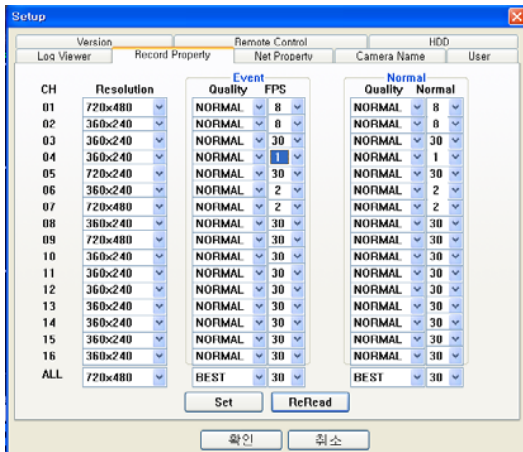 Setup
Version Remote Control HDD
Log Viewer Record Property Net Property Camera Name User
Event Normal
CH Resolution Quality FPS Quality Normal
01 720x480 NORMAL 8 NORMAL 8
02 360x240 NORMAL 8 NORMAL 8
03 360x240 NORMAL 30 NORMAL 30
04 360x240 NORMAL 1 NORMAL 1
05 720x240 NORMAL 30 NORMAL 30
06 360x240 NORMAL 2 NORMAL 2
07 720x480 NORMAL 2 NORMAL 2
08 360x240 NORMAL 30 NORMAL 30
09 720x480 NORMAL 30 NORMAL 30
10 360x240 NORMAL 30 NORMAL 30
11 360x240 NORMAL 30 NORMAL 30
12 360x240 NORMAL 30 NORMAL 30
13 360x240 NORMAL 30 NORMAL 30
14 360x240 NORMAL 30 NORMAL 30
15 360x240 NORMAL 30 NORMAL 30
16 360x240 NORMAL 30 NORMAL 30
ALL 720x480 BEST 30 BEST 30
Set ReRead
확인 취소